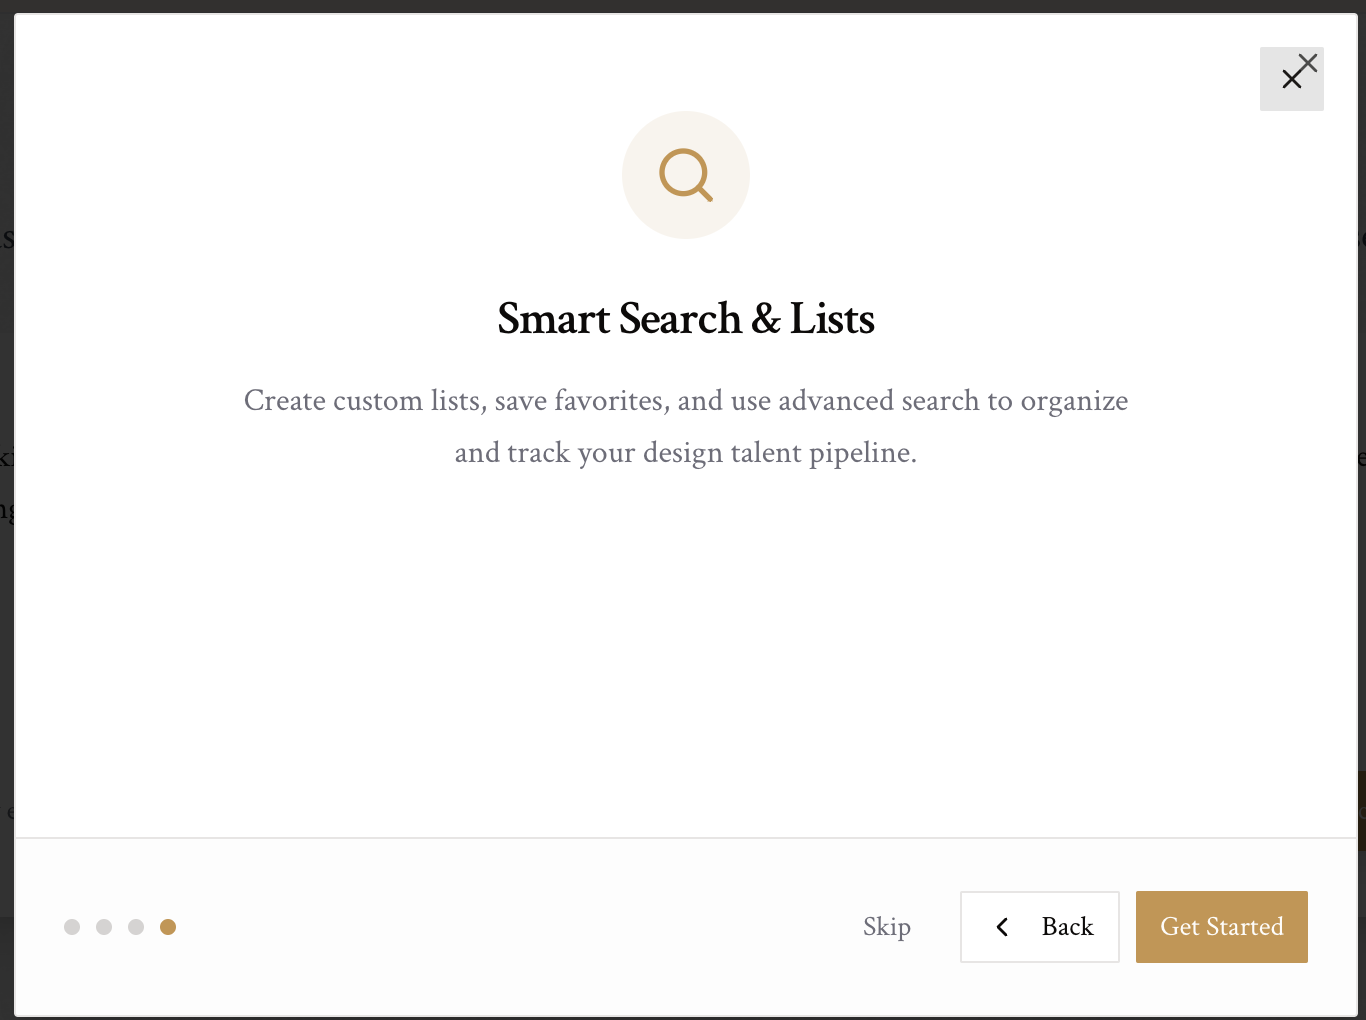 Smart Search & Lists
Create custom lists, save favorites, and use advanced search to organize
and track your design talent pipeline.
Skip
Back
Get Started